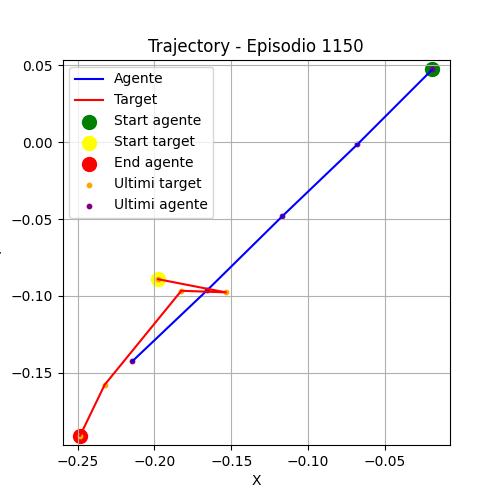 Trajectory - Episodio 1150
Agente
Target
Start agente
Start target
End agente
Ultimi target
Ultimi agente
0.05
0.00
−0.05
−0.10
−0.15
−0.25
−0.20
−0.15
−0.10
−0.05
X